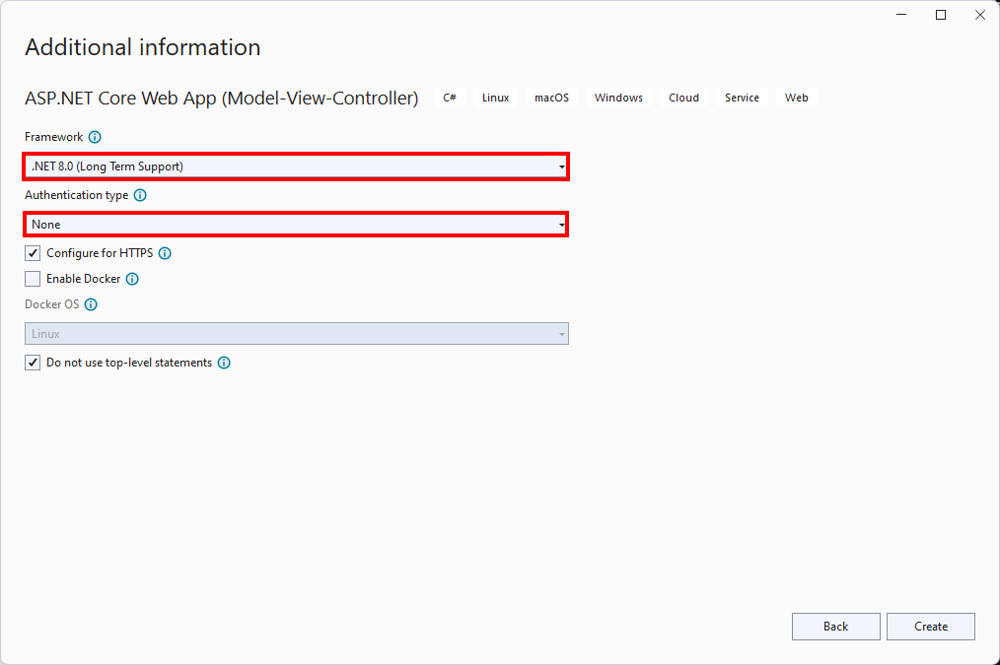 Additional information
ASP.NET Core Web App (Model-View-Controller) C# Linux macOS Windows Cloud Service Web
Framework
.NET 8.0 (Long Term Support)
Authentication type
None
Configure for HTTPS
Enable Docker
Docker OS
Linux
Do not use top-level statements
Back Create